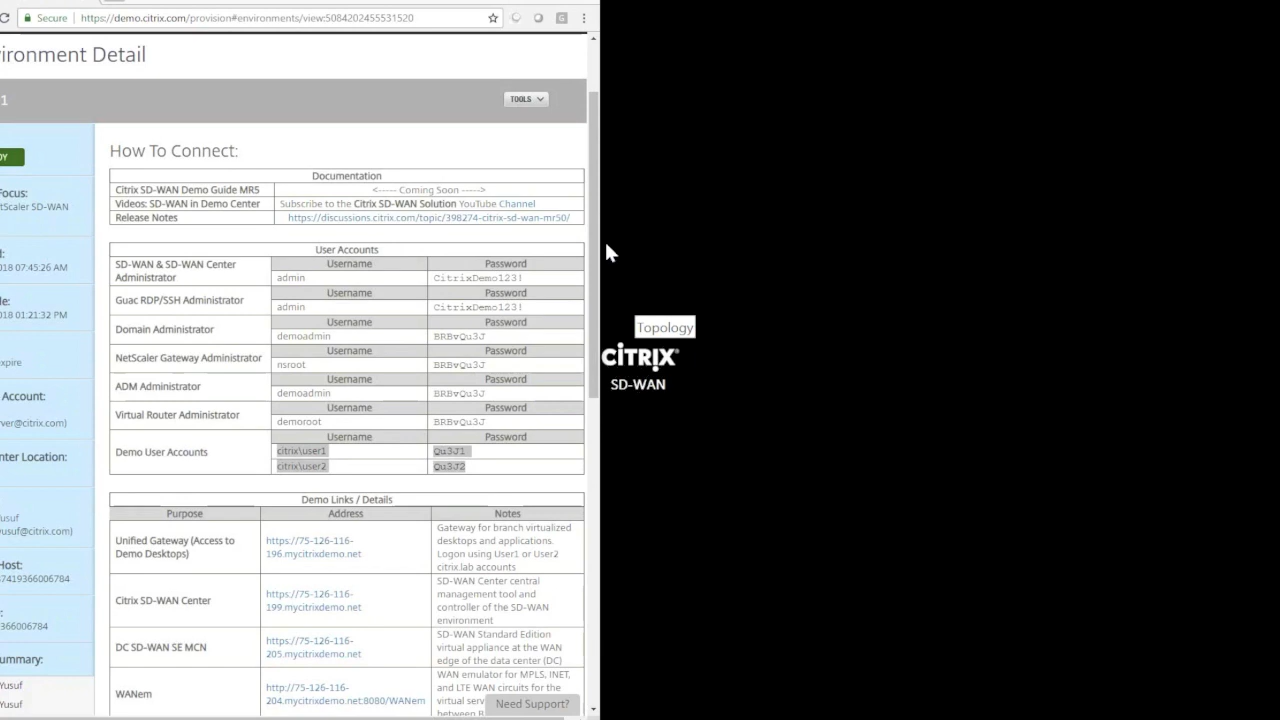 Secure
https://demo.citrix.com/provision#environments/view:5084202455531520
ironment Detail
1
TOOLS
DY
Focus:
tScaler SD-WAN
d:
018 07:45:26 AM
le:
018 01:21:32 PM
xpire
Account:
rver@citrix.com)
nter Location:
usuf
usuf@citrix.com)
Host:
37419366006784
:
366006784
ummary:
Yusuf
Yusuf
How To Connect:
Documentation
Citrix SD-WAN Demo Guide MR5 <----- Coming Soon ----->
Videos: SD-WAN in Demo Center Subscribe to the Citrix SD-WAN Solution YouTube Channel
Release Notes https://discussions.citrix.com/topic/398274-citrix-sd-wan-mr50/
User Accounts
SD-WAN & SD-WAN Center Administrator
Username Password
admin CitrixDemo123!
Guac RDP/SSH Administrator
Username Password
admin CitrixDemo123!
Domain Administrator
Username Password
demoadmin BRBvQu3J
NetScaler Gateway Administrator
Username Password
nsroot BRBvQu3J
ADM Administrator
Username Password
demoadmin BRBvQu3J
Virtual Router Administrator
Username Password
demoroot BRBvQu3J
Demo User Accounts
Username Password
citrix\user1 Qu3J1
citrix\user2 Qu3J2
Demo Links / Details
Purpose Address Notes
Unified Gateway (Access to
Demo Desktops)
https://75-126-116-
196.mycitrixdemo.net
Gateway for branch virtualized
desktops and applications.
Logon using User1 or User2
citrix.lab accounts
Citrix SD-WAN Center
https://75-126-116-
199.mycitrixdemo.net
SD-WAN Center central
management tool and
controller of the SD-WAN
environment
DC SD-WAN SE MCN
https://75-126-116-
205.mycitrixdemo.net
SD-WAN Standard Edition
virtual appliance at the WAN
edge of the data center (DC)
WANem
http://75-126-116-
204.mycitrixdemo.net:8080/WANem
WAN emulator for MPLS, INET,
and LTE WAN circuits for the
virtual serv
between B
Need Support?
Topology
CITRIX
SD-WAN